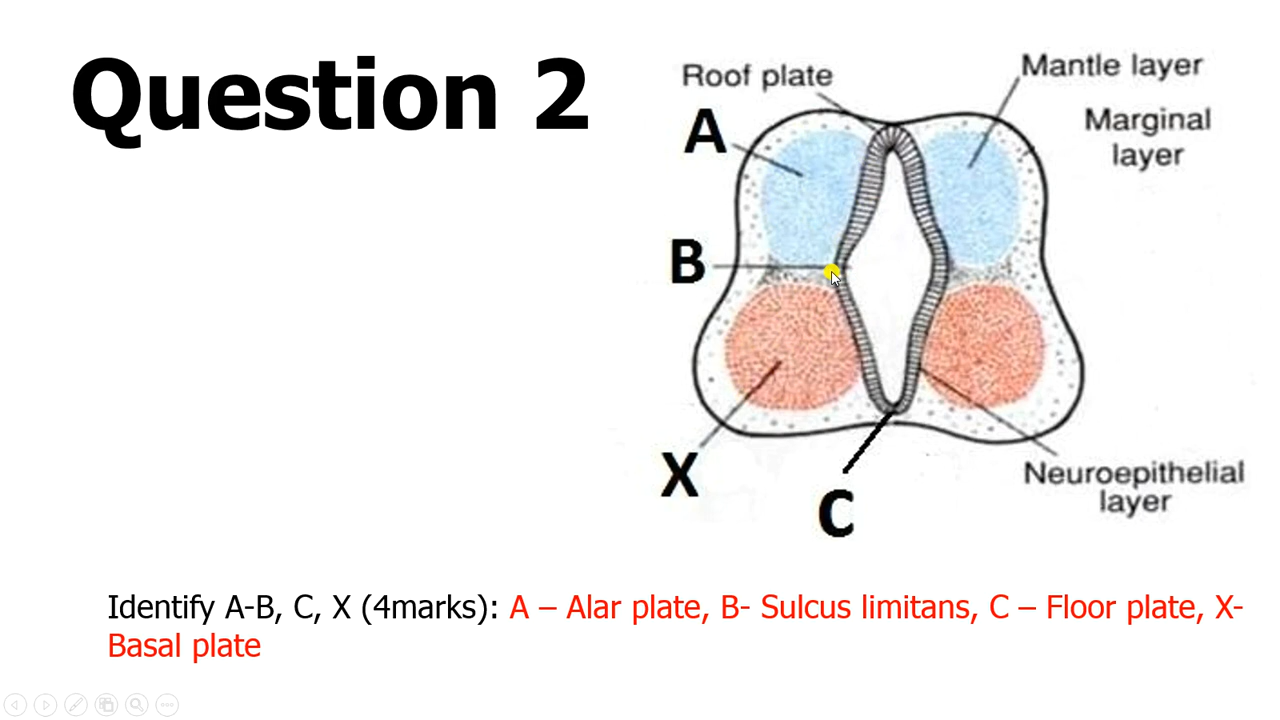 Question 2
Roof plate
Mantle layer
A
Marginal
layer
B
X
C
Neuroepithelial
layer
Identify A-B, C, X (4marks): A – Alar plate, B- Sulcus limitans, C – Floor plate, X-
Basal plate